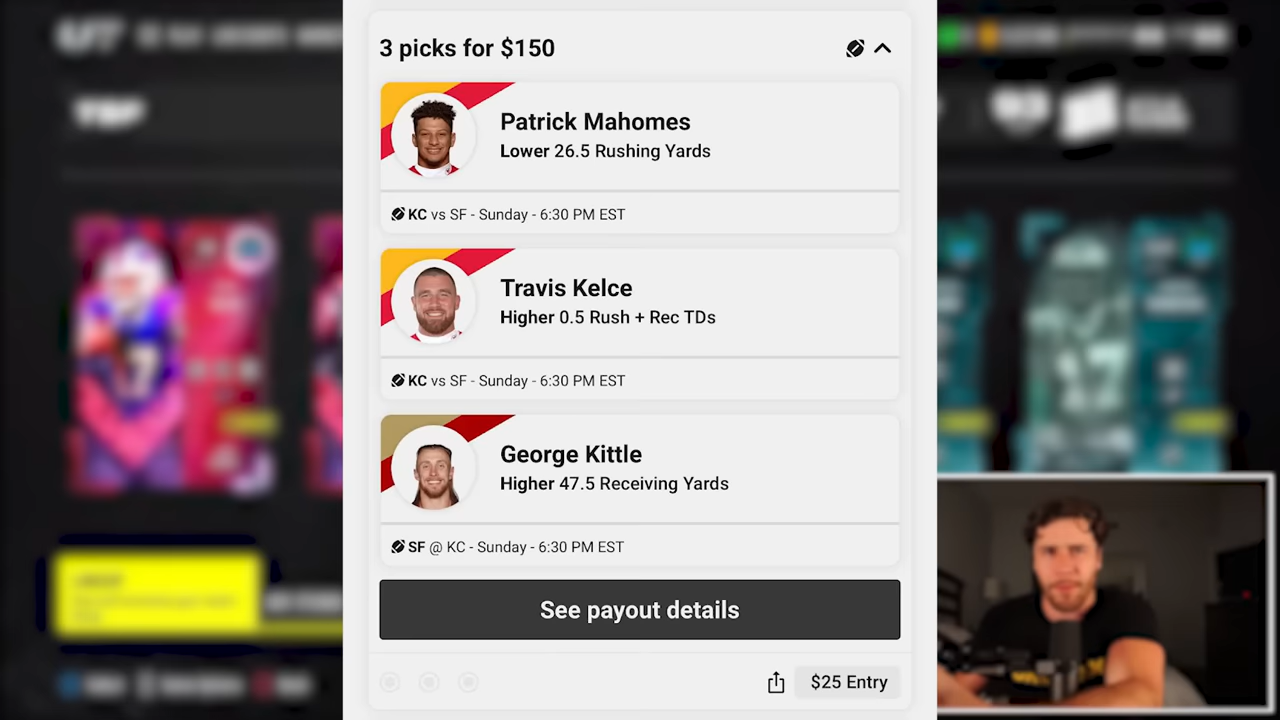 3 picks for $150
Patrick Mahomes
Lower 26.5 Rushing Yards
KC vs SF - Sunday - 6:30 PM EST
Travis Kelce
Higher 0.5 Rush + Rec TDs
KC vs SF - Sunday - 6:30 PM EST
George Kittle
Higher 47.5 Receiving Yards
SF @ KC - Sunday - 6:30 PM EST
See payout details
$25 Entry